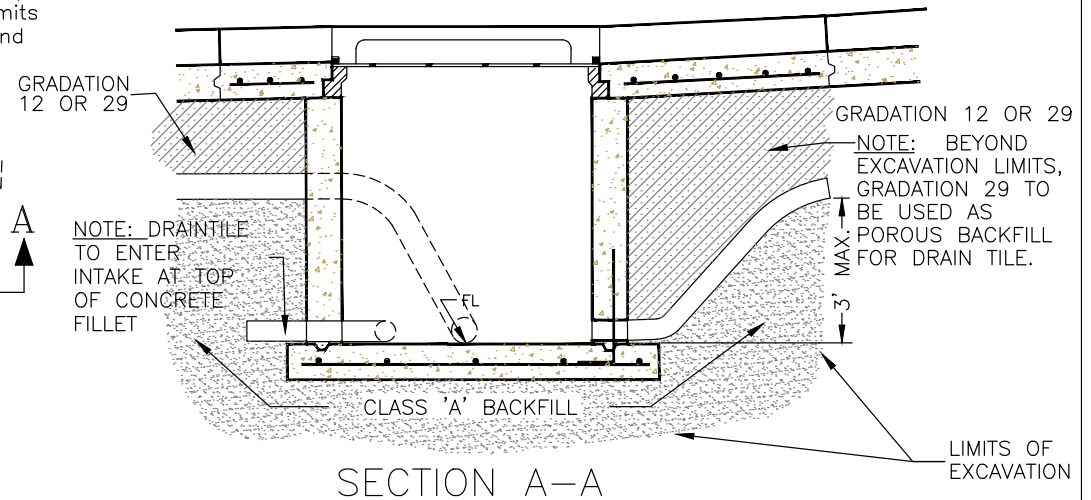 mits
nd
GRADATION
12 OR 29
A
NOTE: DRAINTILE
TO ENTER
INTAKE AT TOP
OF CONCRETE
FILLET
FL
GRADATION 12 OR 29
NOTE: BEYOND
EXCAVATION LIMITS,
GRADATION 29 TO
BE USED AS
POROUS BACKFILL
FOR DRAIN TILE.
3' MAX.
CLASS 'A' BACKFILL
LIMITS OF
EXCAVATION
SECTION A-A